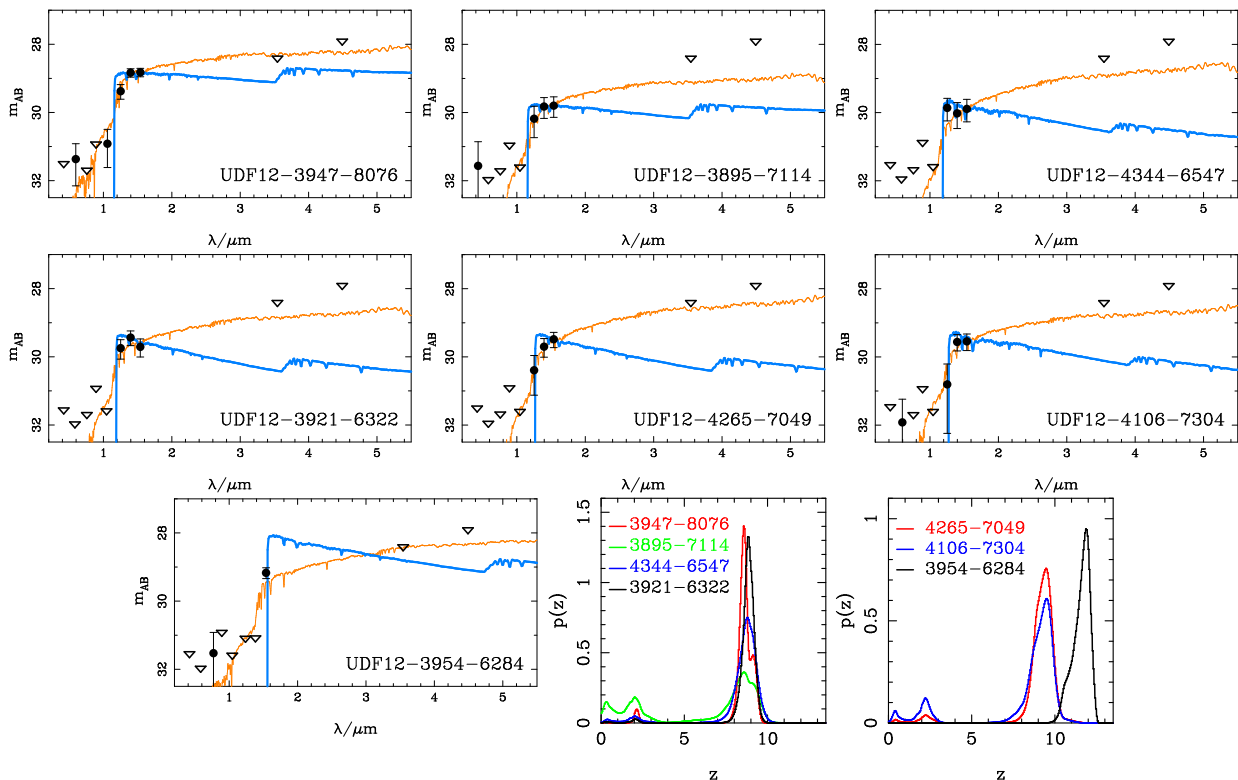 28
30
32
m_AB
UDF12−3947−8076
1 2 3 4 5
λ/μm
28
30
32
m_AB
UDF12−3895−7114
1 2 3 4 5
λ/μm
28
30
32
m_AB
UDF12−4344−6547
1 2 3 4 5
λ/μm
28
30
32
m_AB
UDF12−3921−6322
1 2 3 4 5
λ/μm
28
30
32
m_AB
UDF12−4265−7049
1 2 3 4 5
λ/μm
28
30
32
m_AB
UDF12−4106−7304
1 2 3 4 5
λ/μm
28
30
32
m_AB
UDF12−3954−6284
1 2 3 4 5
λ/μm
1.5
1
0.5
0
p(z)
3947−8076
3895−7114
4344−6547
3921−6322
0 5 10
z
1
0.5
0
p(z)
4265−7049
4106−7304
3954−6284
0 5 10
z